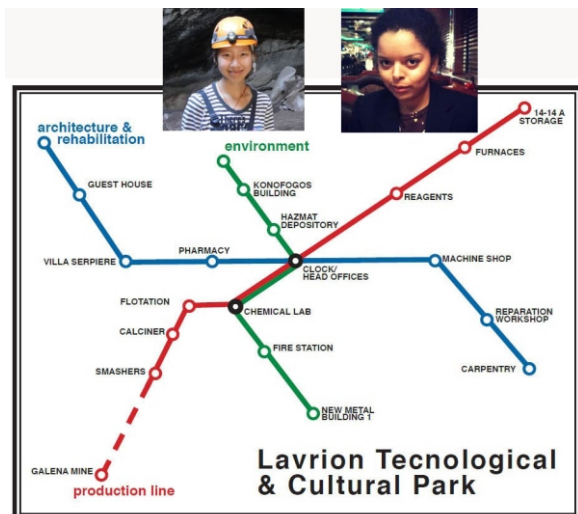 architecture &
rehabilitation
environment
14-14 A
STORAGE
FURNACES
REAGENTS
GUEST HOUSE
KONOFOGOS
BUILDING
HAZMAT
DEPOSITORY
VILLA SERPIERE
PHARMACY
CLOCK/
HEAD OFFICES
MACHINE SHOP
FLOTATION
CHEMICAL LAB
CALCINER
REPARATION
WORKSHOP
FIRE STATION
SMASHERS
CARPENTRY
NEW METAL
BUILDING 1
GALENA MINE
production line
Lavrion Tecnological
& Cultural Park